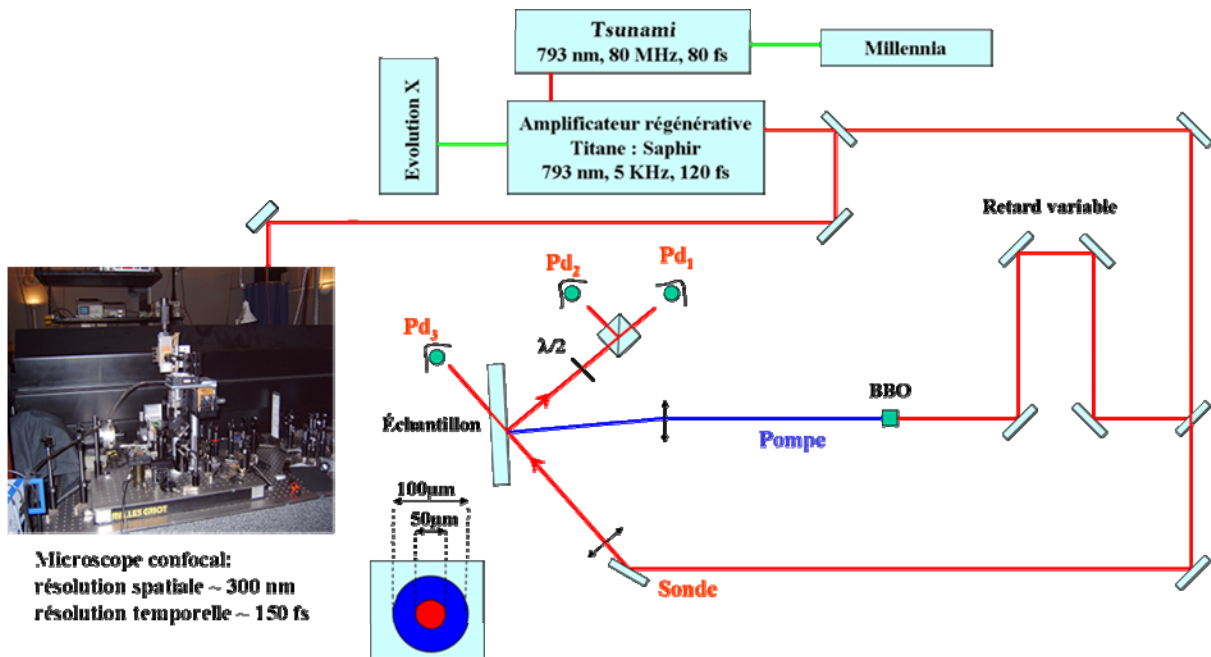 Tsunami
793 nm, 80 MHz, 80 fs
Millennia
Evolution X
Amplificateur régénérative
Titane : Saphir
793 nm, 5 KHz, 120 fs
Retard variable
Pd₂
Pd₁
Pd₃
λ/2
BBO
Échantillon
Pompe
100µm
50µm
Sonde
MELLES GRIOT
Microscope confocal:
résolution spatiale ~ 300 nm
résolution temporelle ~ 150 fs